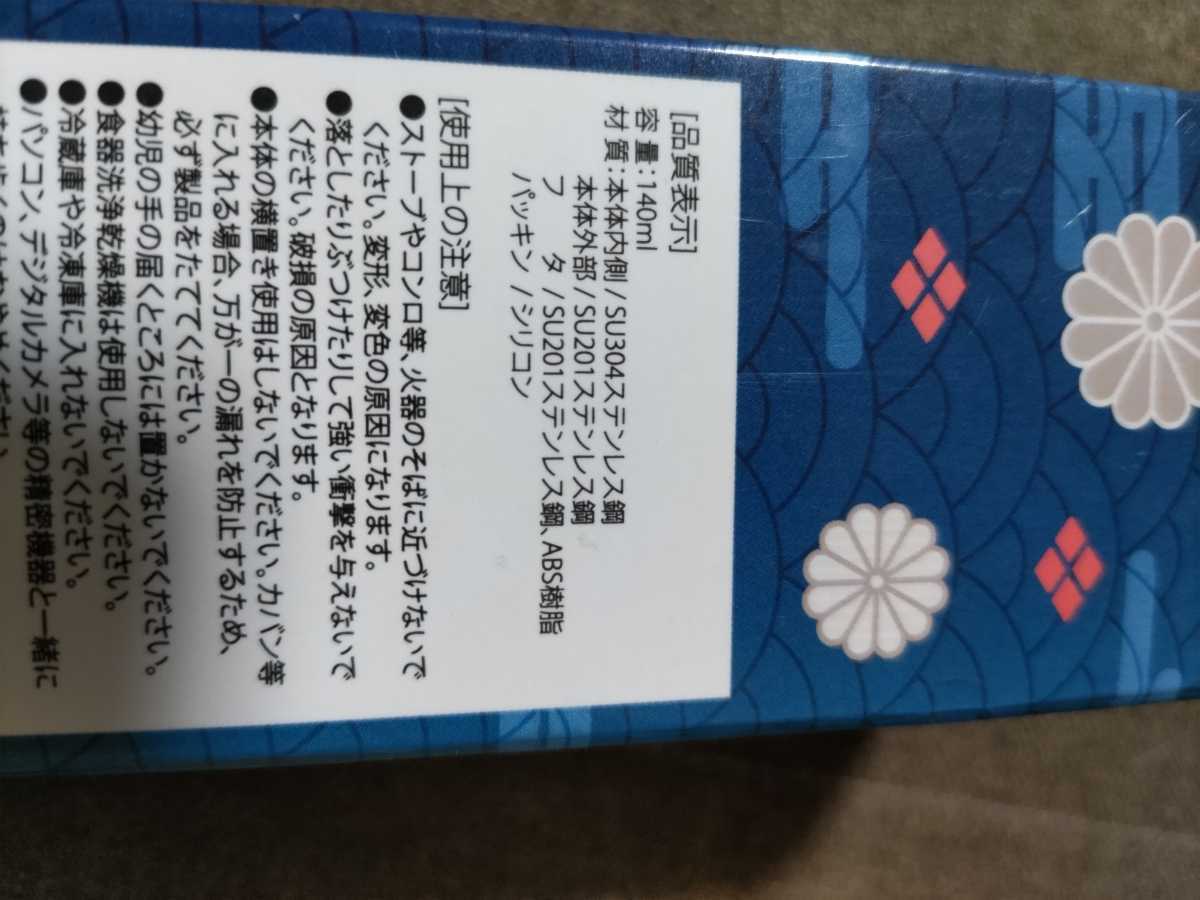 [品質表示]
容 量:140ml
材 質:本体内側/SU304ステンレス鋼
本体外部/SU201ステンレス鋼
フ タ /SU201ステンレス鋼、ABS樹脂
パッキン /シリコン
[使用上の注意]
●ストーブやコンロ等、火器のそばに近づけないで
ください。変形、変色の原因になります。
●落としたりぶつけたりして強い衝撃を与えないで
ください。破損の原因となります。
●本体の横置き使用はしないでください。カバン等
に入れる場合、万が一の漏れを防止するため、
必ず製品をたててください。
●幼児の手の届くところには置かないでください。
●食器洗浄乾燥機は使用しないでください。
●冷蔵庫や冷凍庫に入れないでください。
●パソコン、デジタルカメラ等の精密機器と一緒に